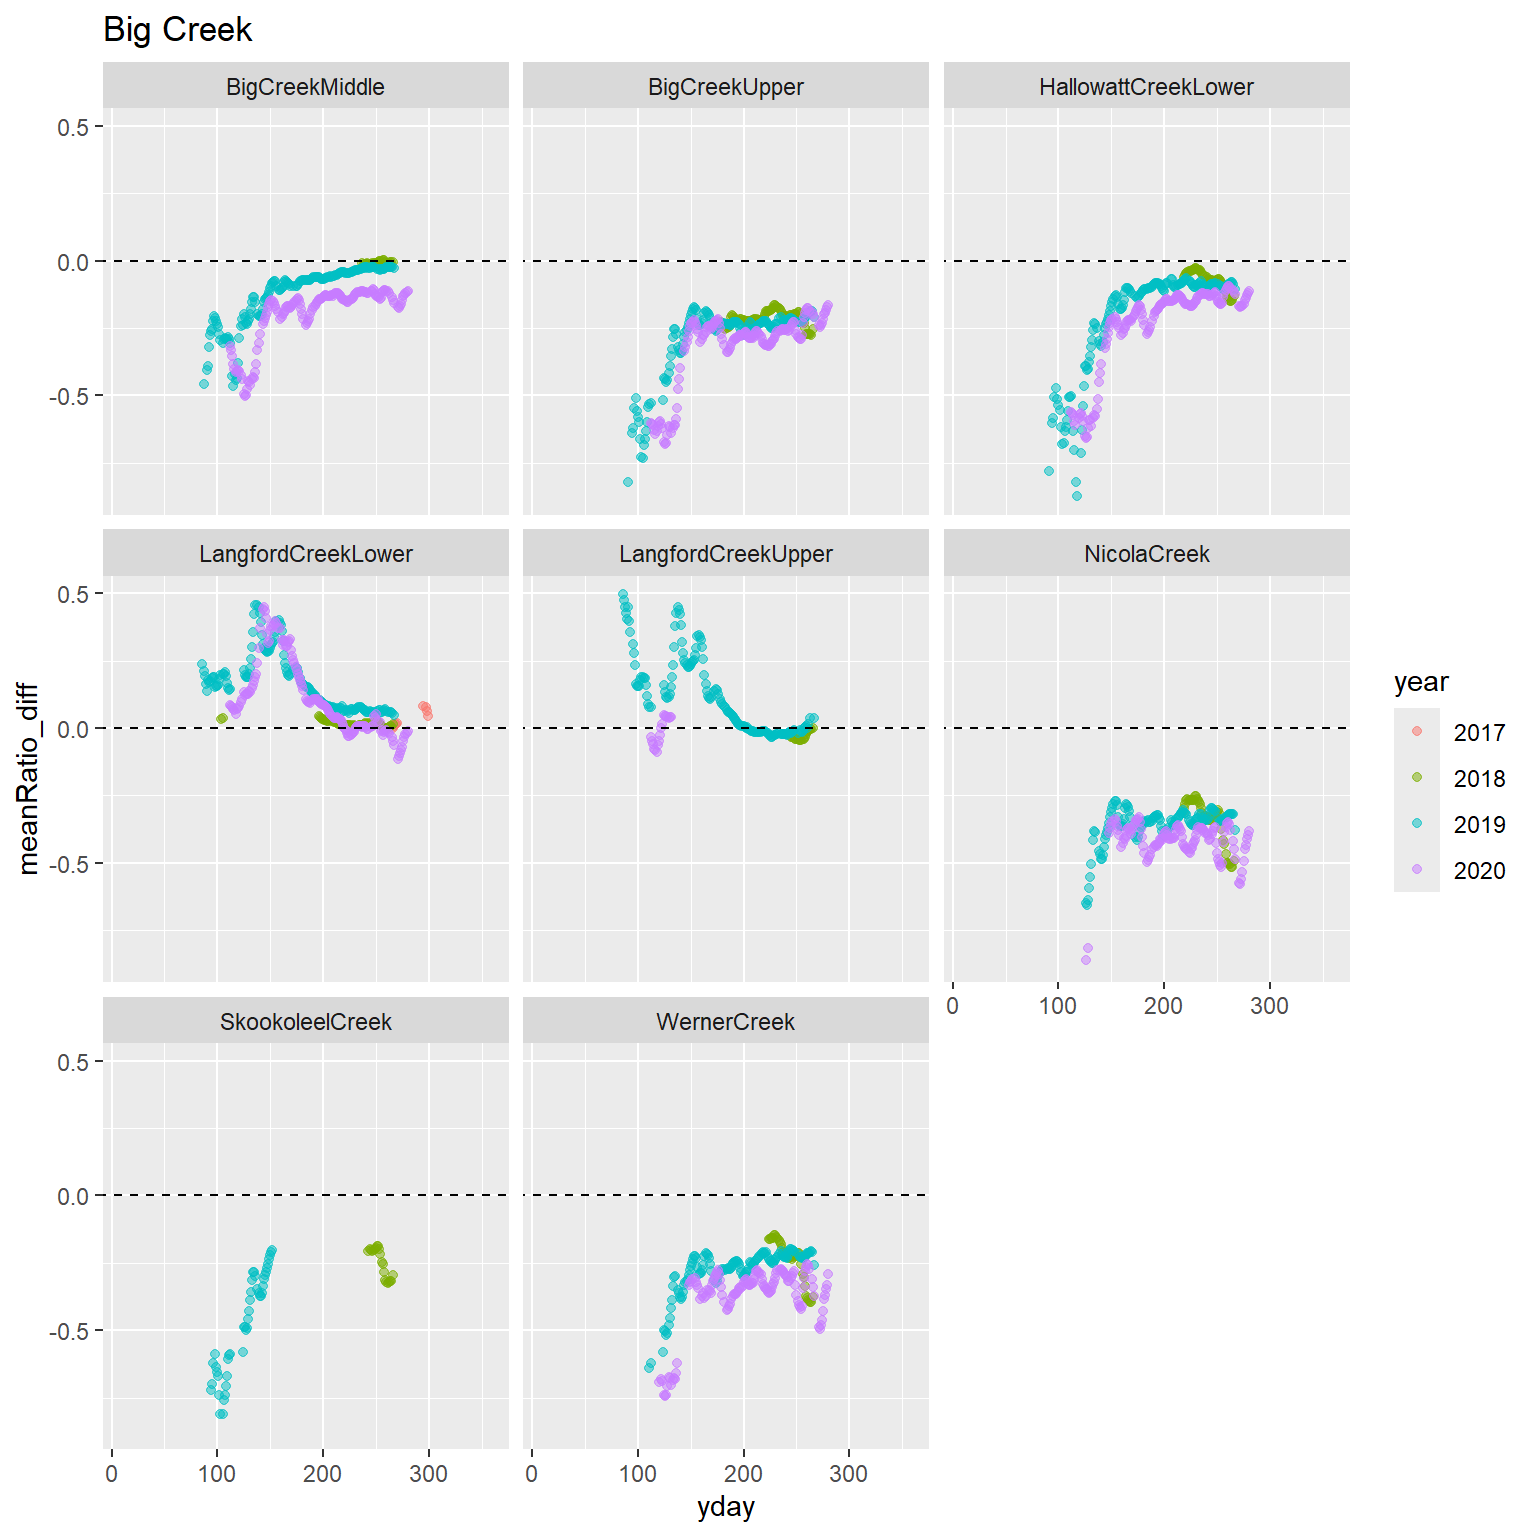 Big Creek
BigCreekMiddle BigCreekUpper HallowattCreekLower
0.5
0.0
-0.5
LangfordCreekLower LangfordCreekUpper NicolaCreek
0.5
0.0
-0.5
0 100 200 300
SkookoleelCreek WernerCreek
0.5
0.0
-0.5
0 100 200 300 0 100 200 300
yday
meanRatio_diff
year
2017
2018
2019
2020